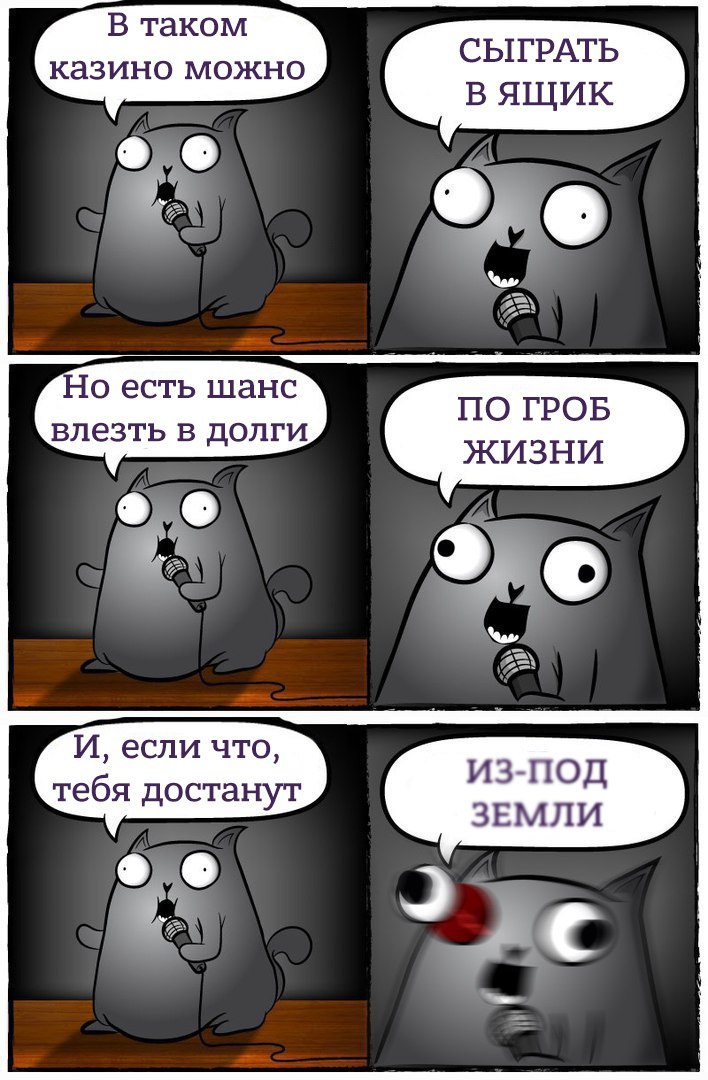 В таком
казино можно
СЫГРАТЬ
В ЯЩИК
Но есть шанс
влезть в долги
ПО ГРОБ
ЖИЗНИ
И, если что,
тебя достанут
ИЗ-ПОД
ЗЕМЛИ